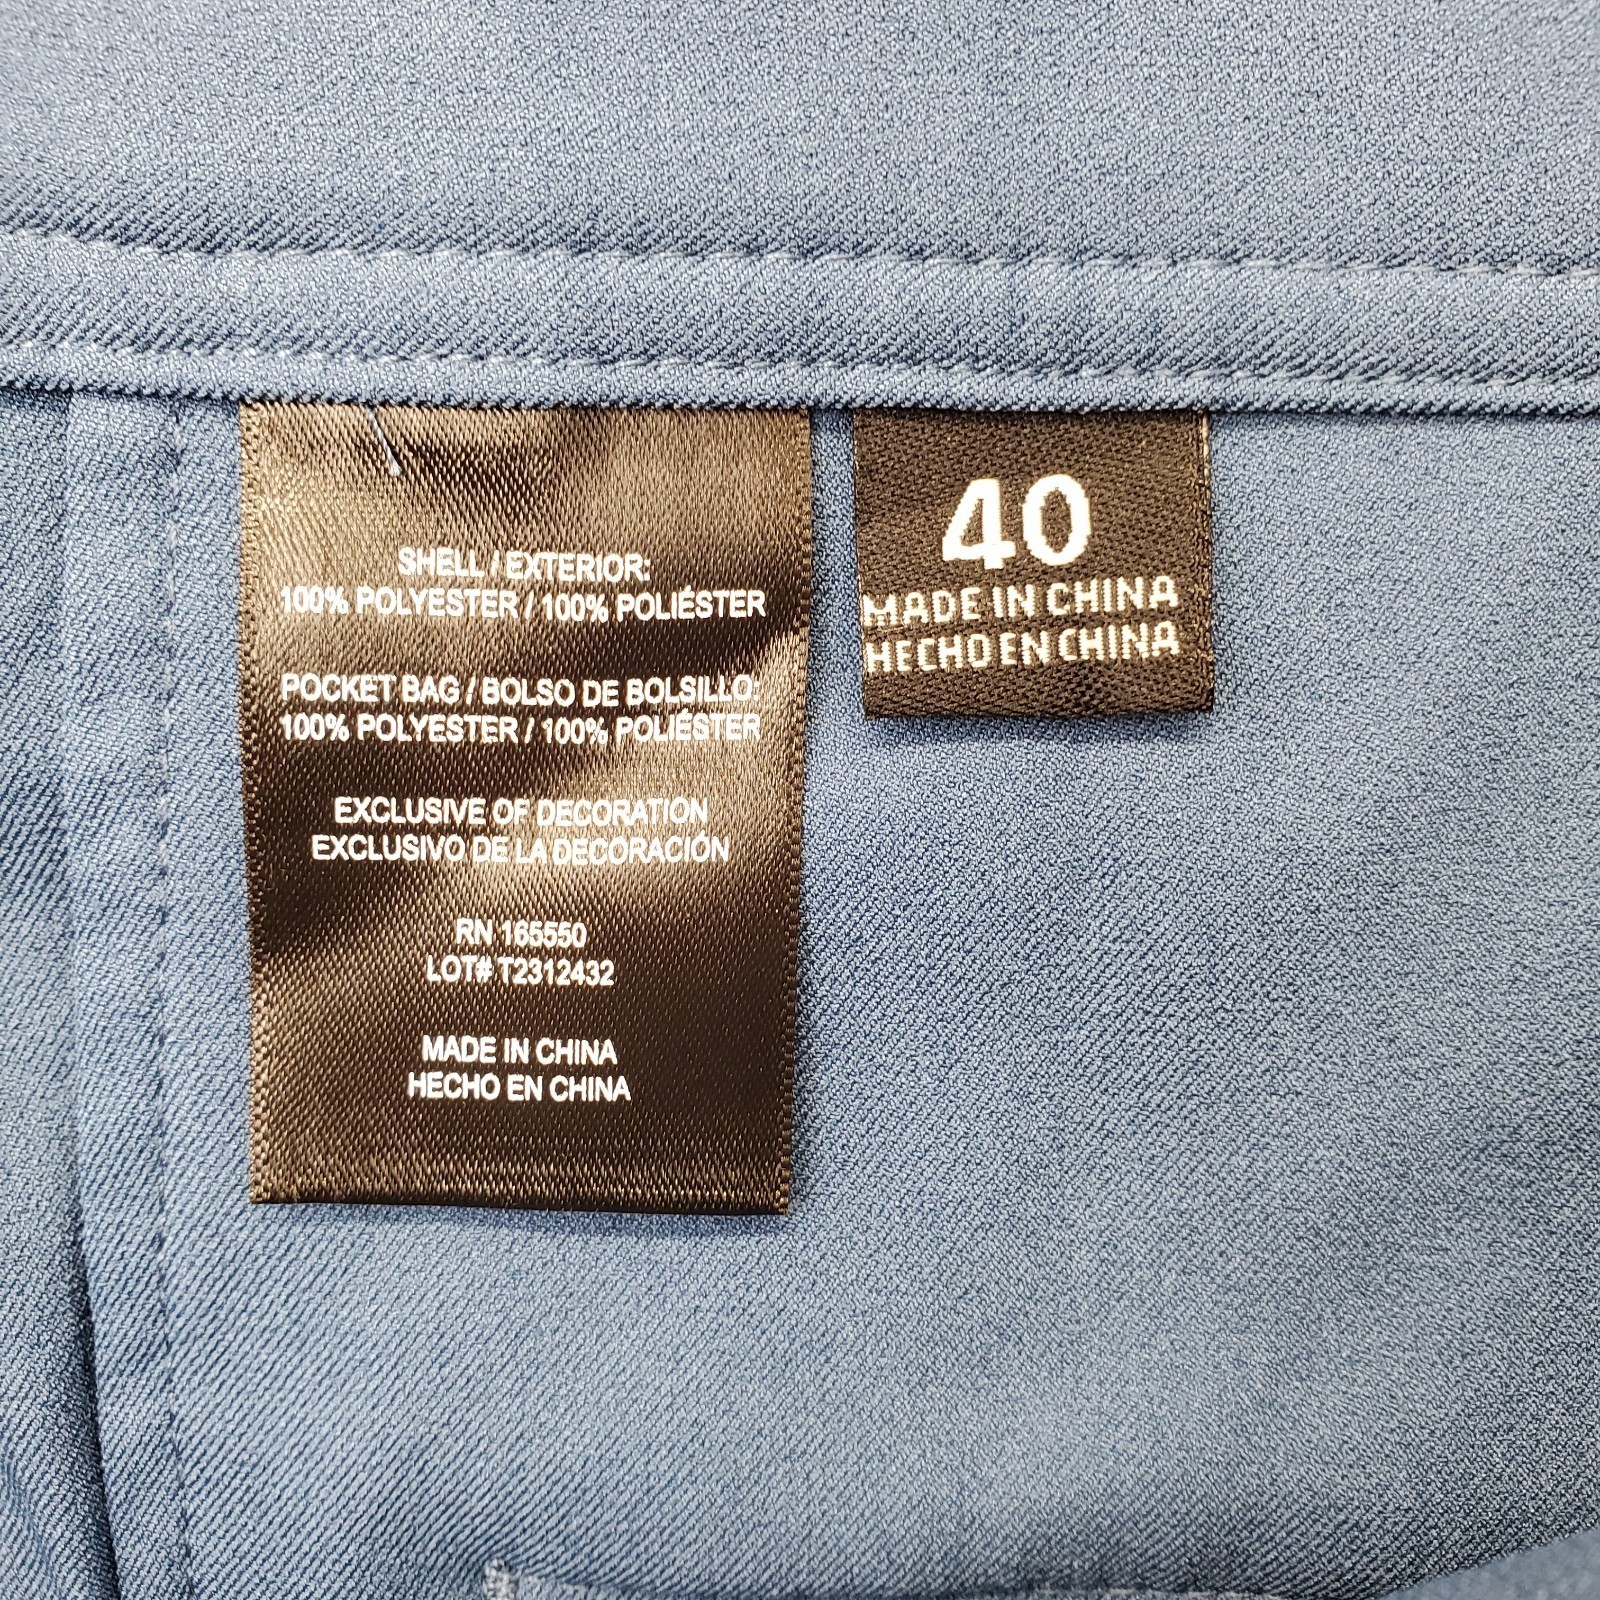 SHELL / EXTERIOR:
100% POLYESTER / 100% POLIÉSTER
POCKET BAG / BOLSO DE BOLSILLO:
100% POLYESTER / 100% POLIÉSTER
EXCLUSIVE OF DECORATION
EXCLUSIVO DE LA DECORACIÓN
RN 165550
LOT# T2312432
MADE IN CHINA
HECHO EN CHINA
40
MADE IN CHINA
HECHO EN CHINA